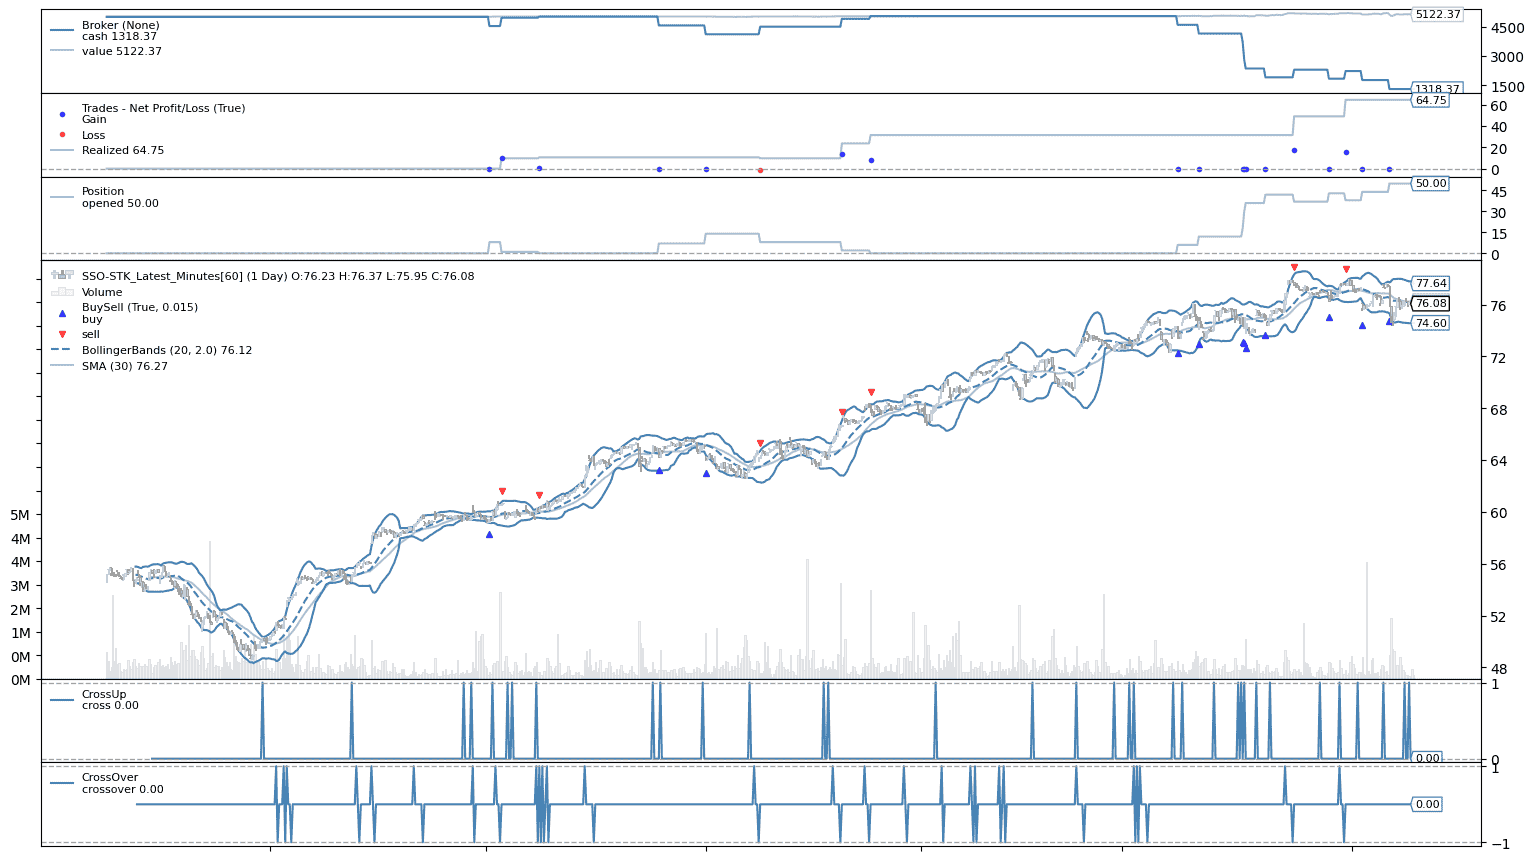 Broker (None)
cash 1318.37
value 5122.37
5122.37
4500
3000
1500
1318.37
Trades - Net Profit/Loss (True)
Gain
Loss
Realized 64.75
64.75
60
40
20
0
Position
opened 50.00
50.00
45
30
15
0
SSO-STK_Latest_Minutes[60] (1 Day) O:76.23 H:76.37 L:75.95 C:76.08
Volume
BuySell (True, 0.015)
buy
sell
BollingerBands (20, 2.0) 76.12
SMA (30) 76.27
77.64
76.08
74.60
76
72
68
64
60
56
52
48
5M
4M
4M
3M
2M
1M
0M
0M
CrossUp
cross 0.00
1
0
0.00
CrossOver
crossover 0.00
1
0.00
−1